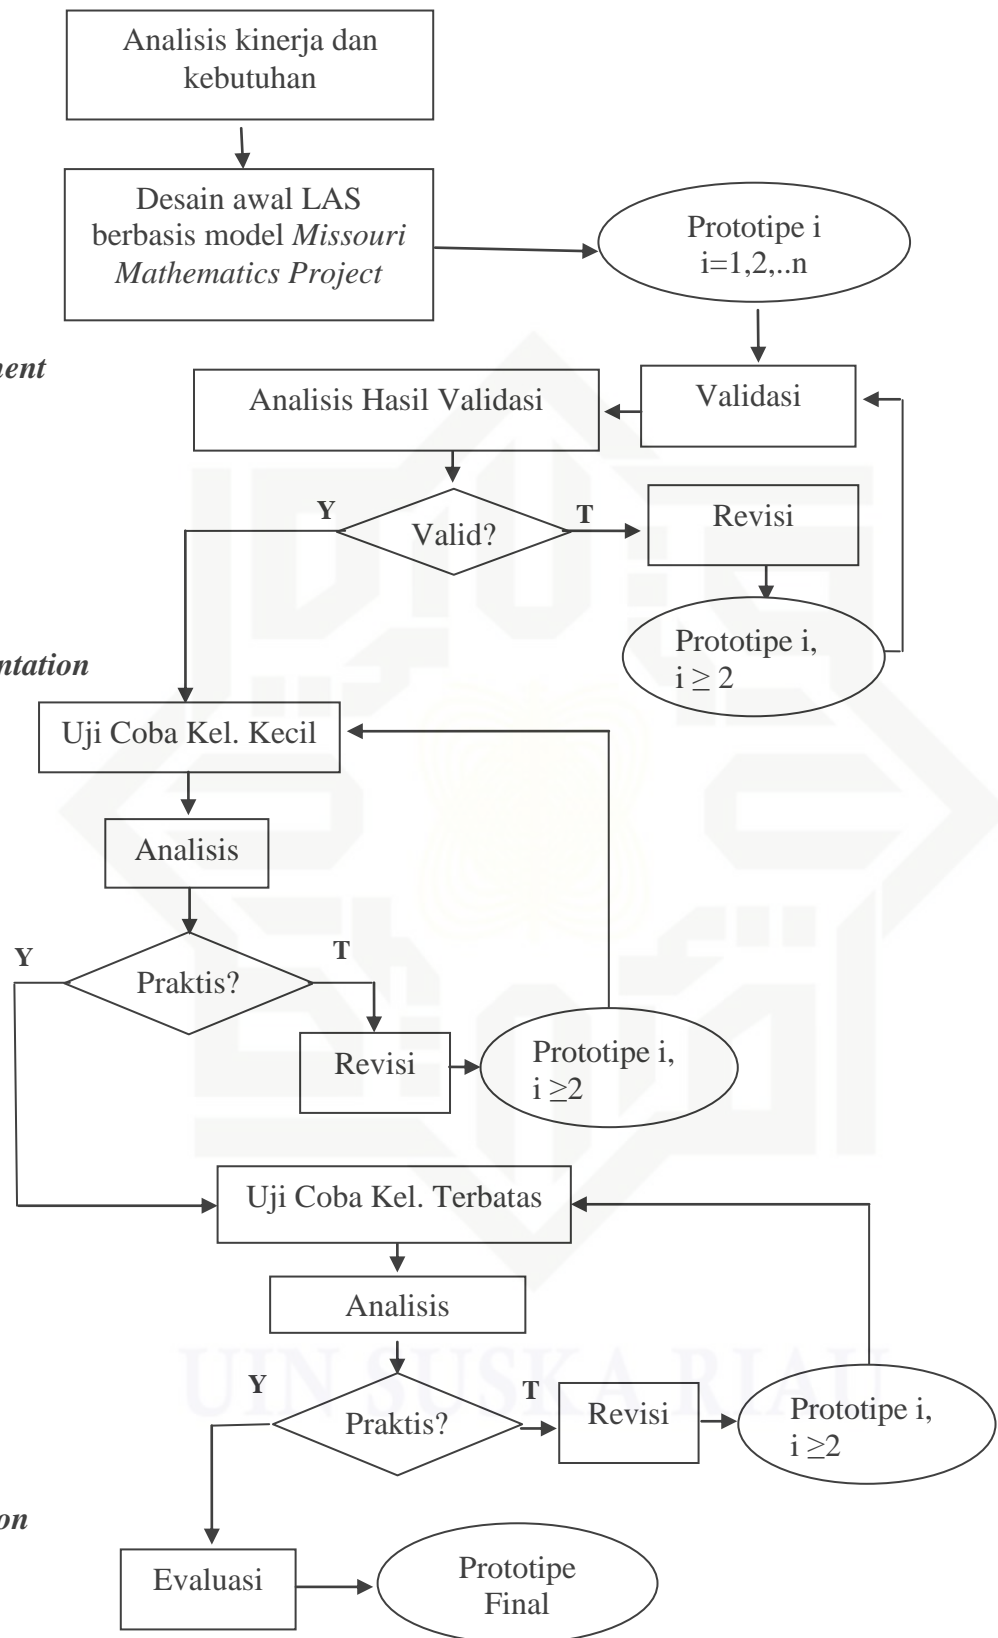 Analisis kinerja dan
kebutuhan
Desain awal LAS
berbasis model Missouri
Mathematics Project
Prototipe i
i=1,2,..n
Analisis Hasil Validasi
Validasi
Y
Valid?
T
Revisi
Prototipe i,
i ≥ 2
ntation
Uji Coba Kel. Kecil
Analisis
Y
Praktis?
T
Revisi
Prototipe i,
i ≥2
Uji Coba Kel. Terbatas
Analisis
Y
Praktis?
T
Revisi
Prototipe i,
i ≥2
on
Evaluasi
Prototipe
Final
UIN SUSKA RIAU